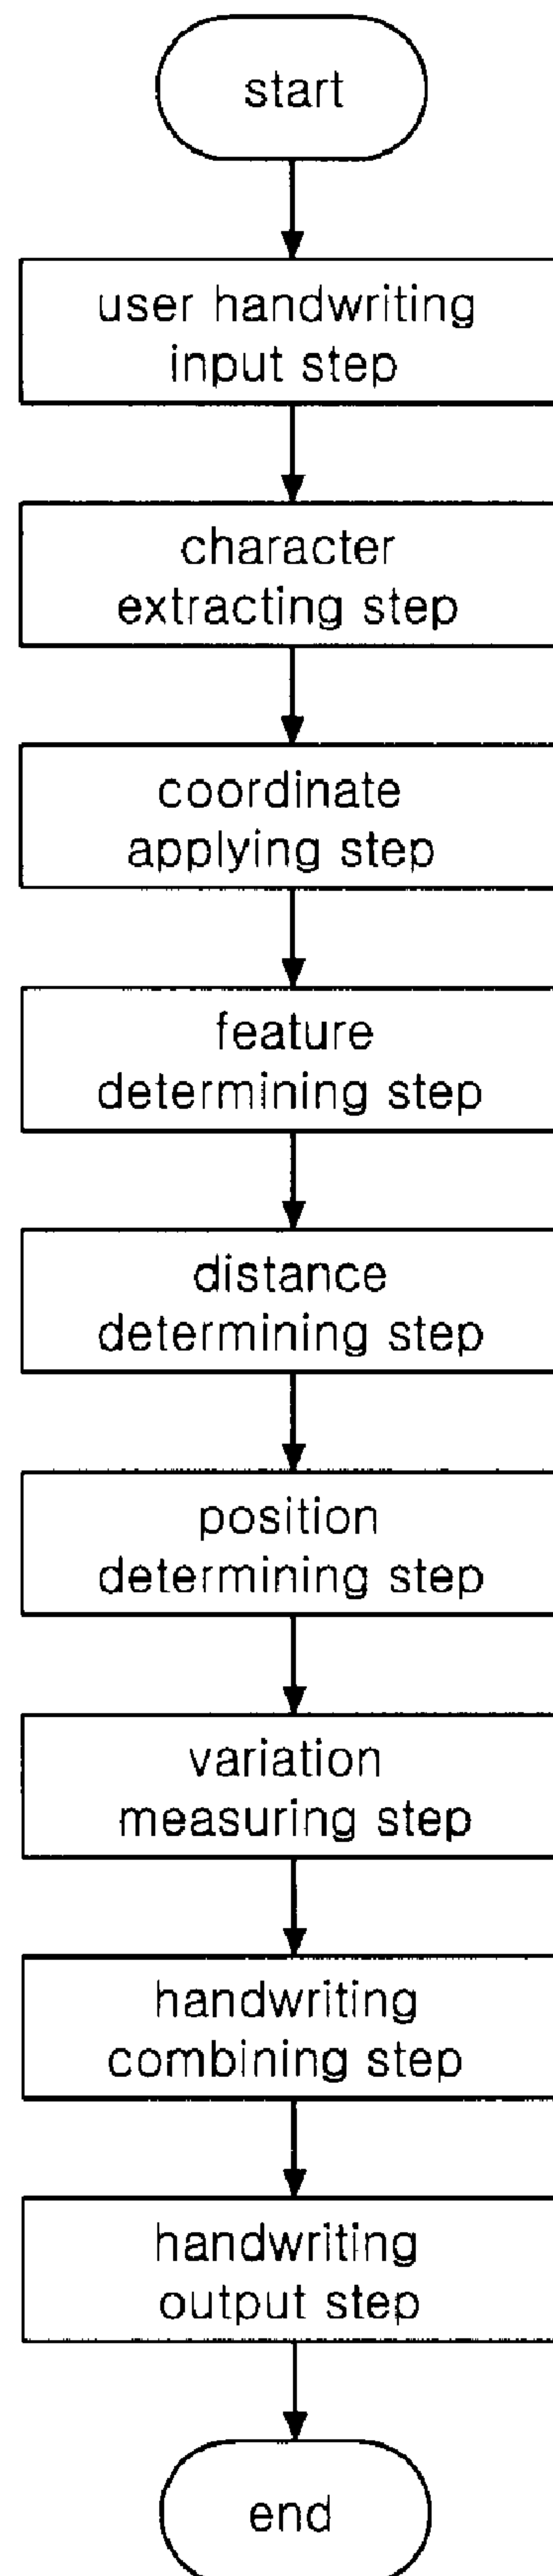 start
user handwriting
input step
character
extracting step
coordinate
applying step
feature
determining step
distance
determining step
position
determining step
variation
measuring step
handwriting
combining step
handwriting
output step
end